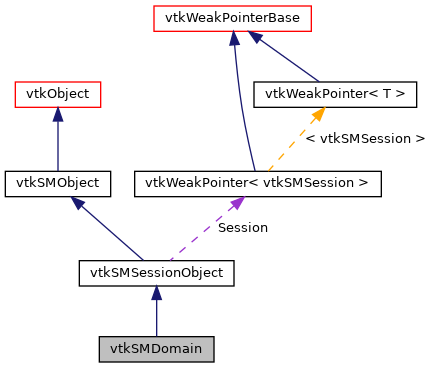 vtkWeakPointerBase
vtkObject
vtkWeakPointer< T >
< vtkSMSession >
vtkSMObject
vtkWeakPointer< vtkSMSession >
Session
vtkSMSessionObject
vtkSMDomain